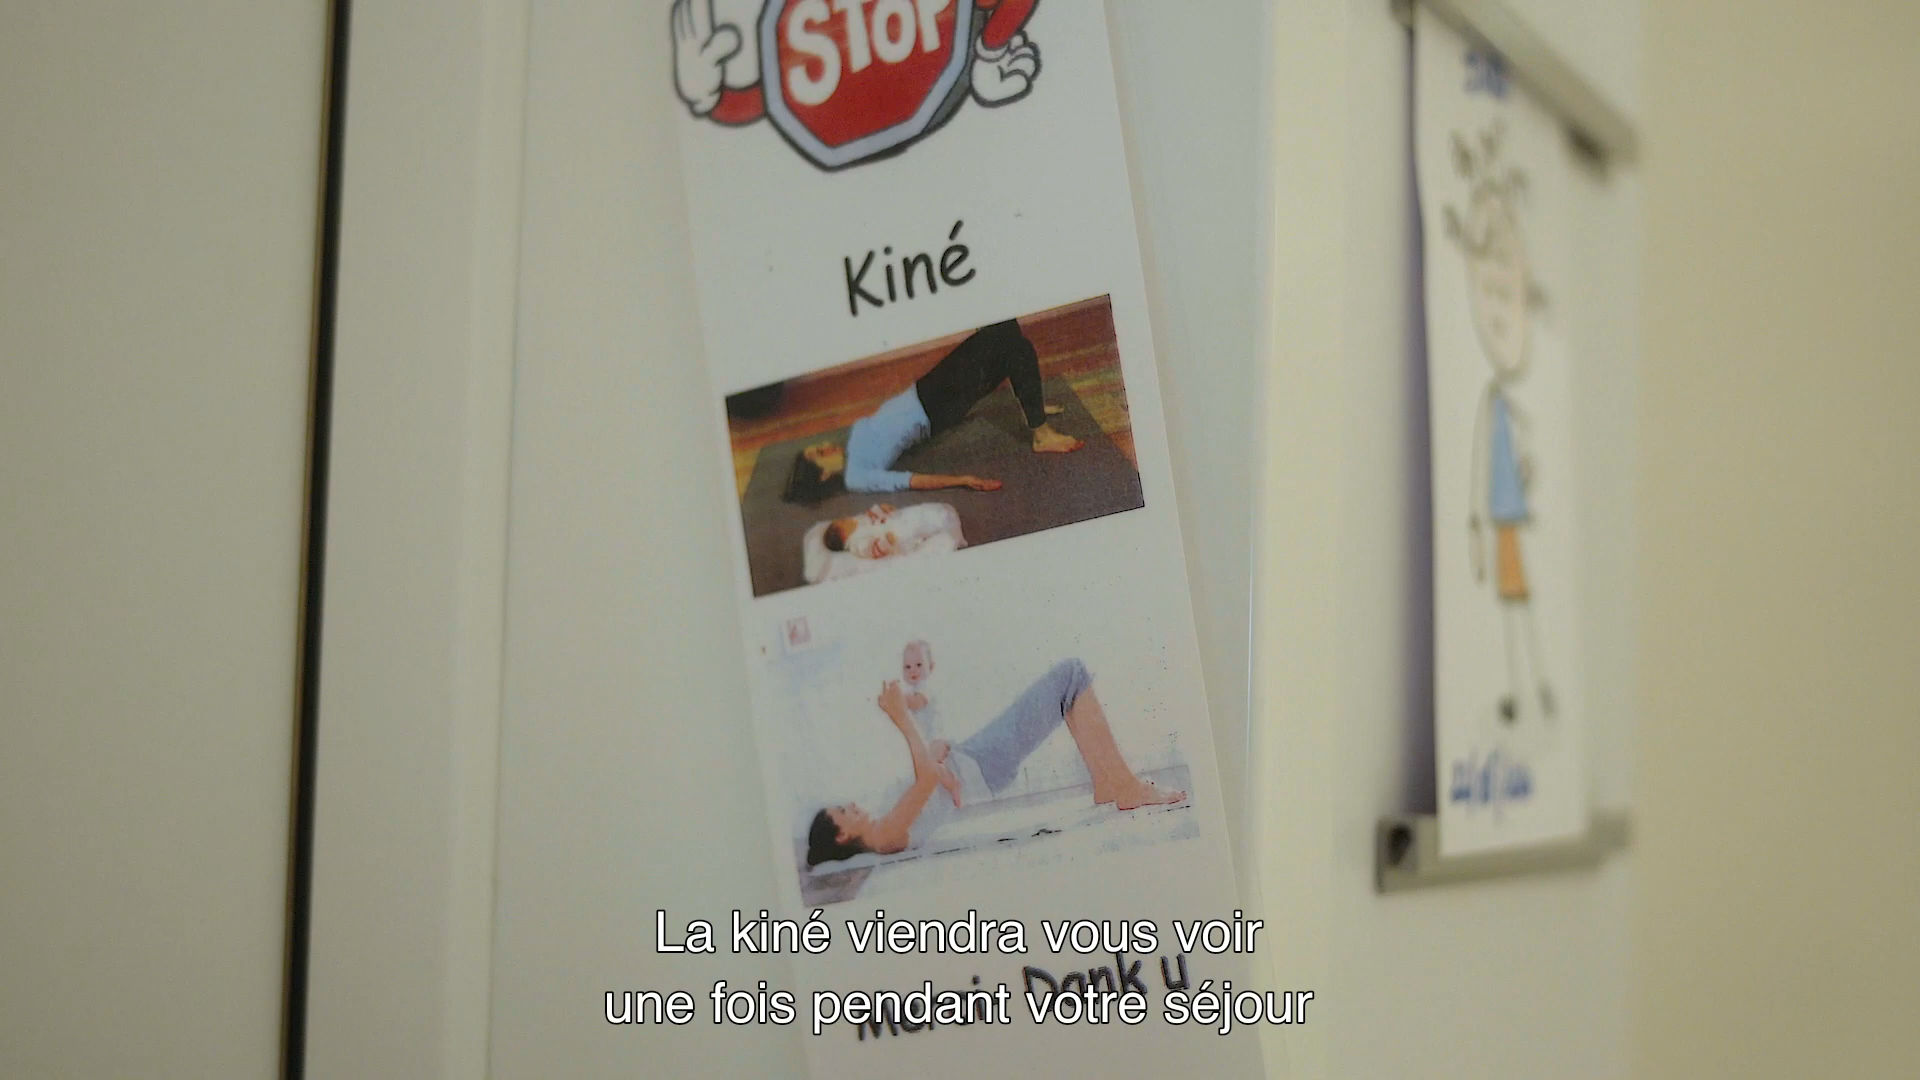 STOP
Kiné
Merci Dank u
La kiné viendra vous voir
une fois pendant votre séjour